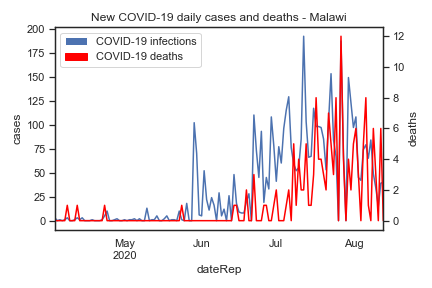 New COVID-19 daily cases and deaths - Malawi
COVID-19 infections
COVID-19 deaths
200
175
150
125
100
75
50
25
0
cases
12
10
8
6
4
2
0
deaths
May
2020
Jun
Jul
Aug
dateRep